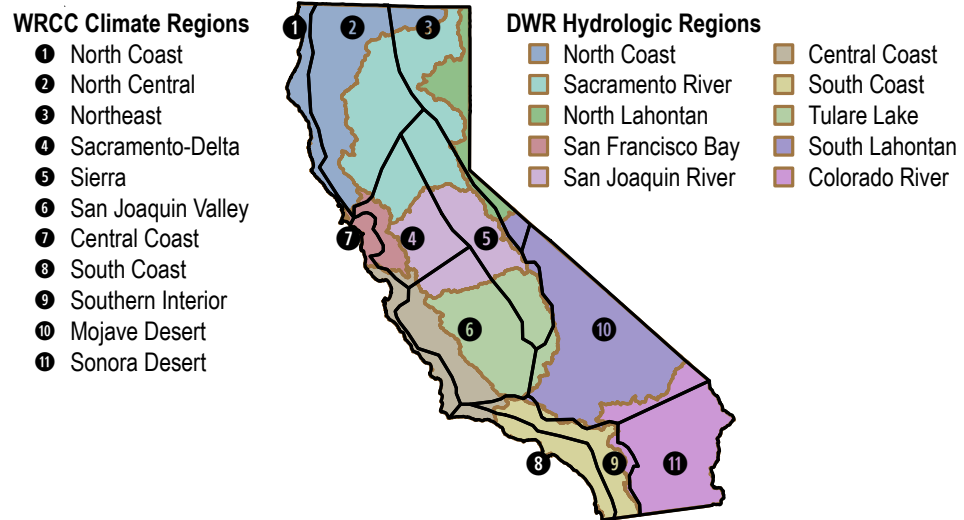 WRCC Climate Regions
1 North Coast
2 North Central
3 Northeast
4 Sacramento-Delta
5 Sierra
6 San Joaquin Valley
7 Central Coast
8 South Coast
9 Southern Interior
10 Mojave Desert
11 Sonora Desert
1 2 3
7 4 5
6 10
8 9 11
DWR Hydrologic Regions
North Coast
Sacramento River
North Lahontan
San Francisco Bay
San Joaquin River
Central Coast
South Coast
Tulare Lake
South Lahontan
Colorado River